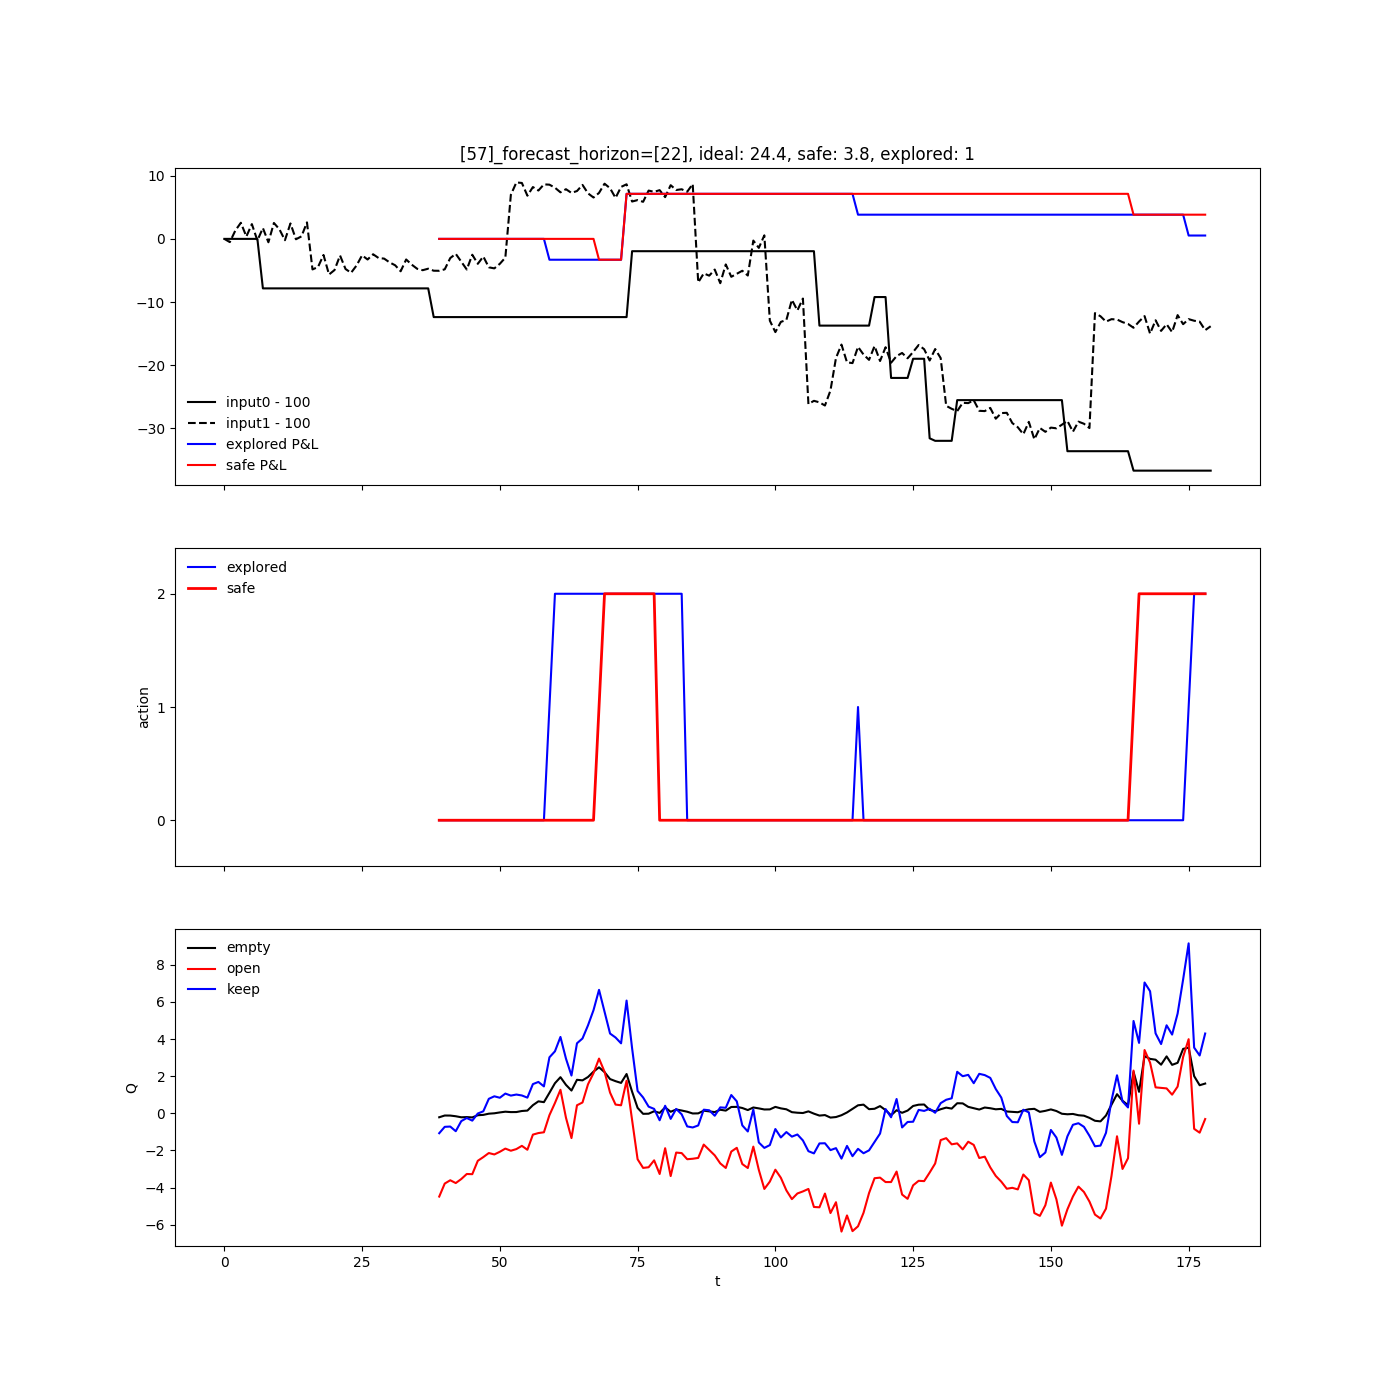 [57]_forecast_horizon=[22], ideal: 24.4, safe: 3.8, explored: 1
10
0
−10
−20
−30
input0 - 100
input1 - 100
explored P&L
safe P&L
explored
safe
2
1
0
action
empty
open
keep
8
6
4
2
0
−2
−4
−6
Q
0 25 50 75 100 125 150 175
t